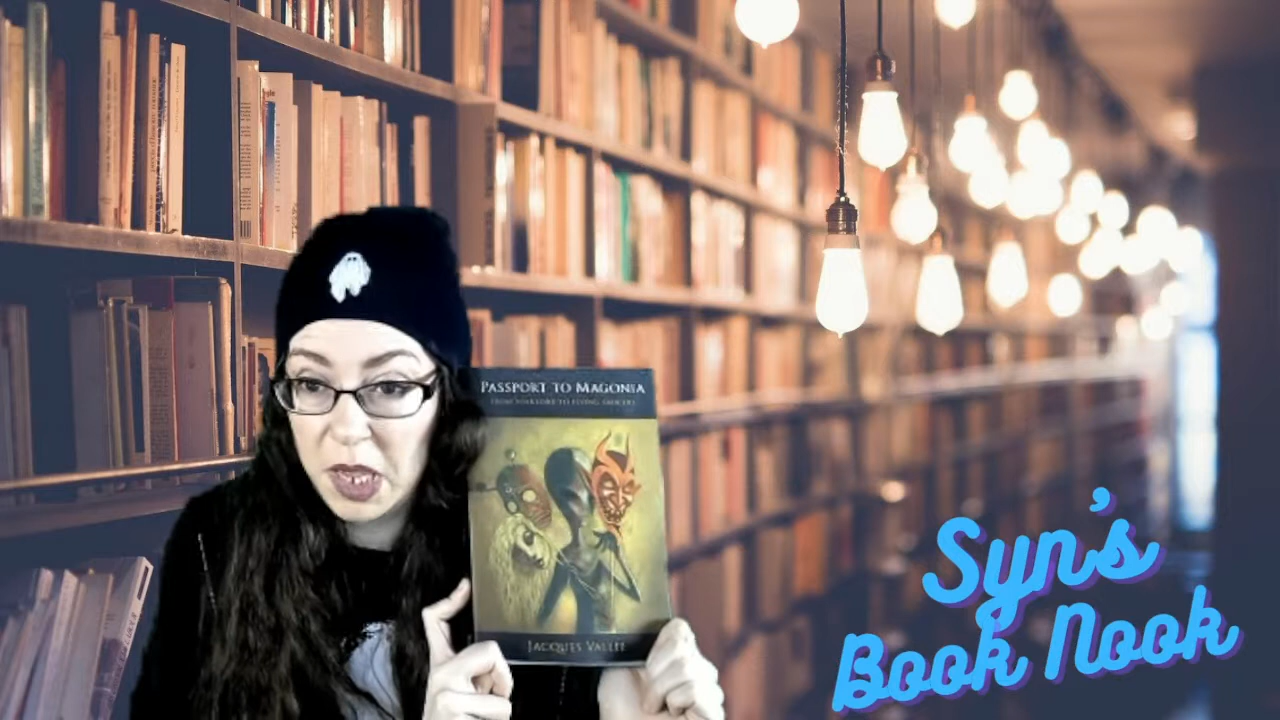 PASSPORT TO MAGONIA
FROM FOLKLORE TO FLYING SAUCERS
JACQUES VALLEE
Syn's
Book Nook